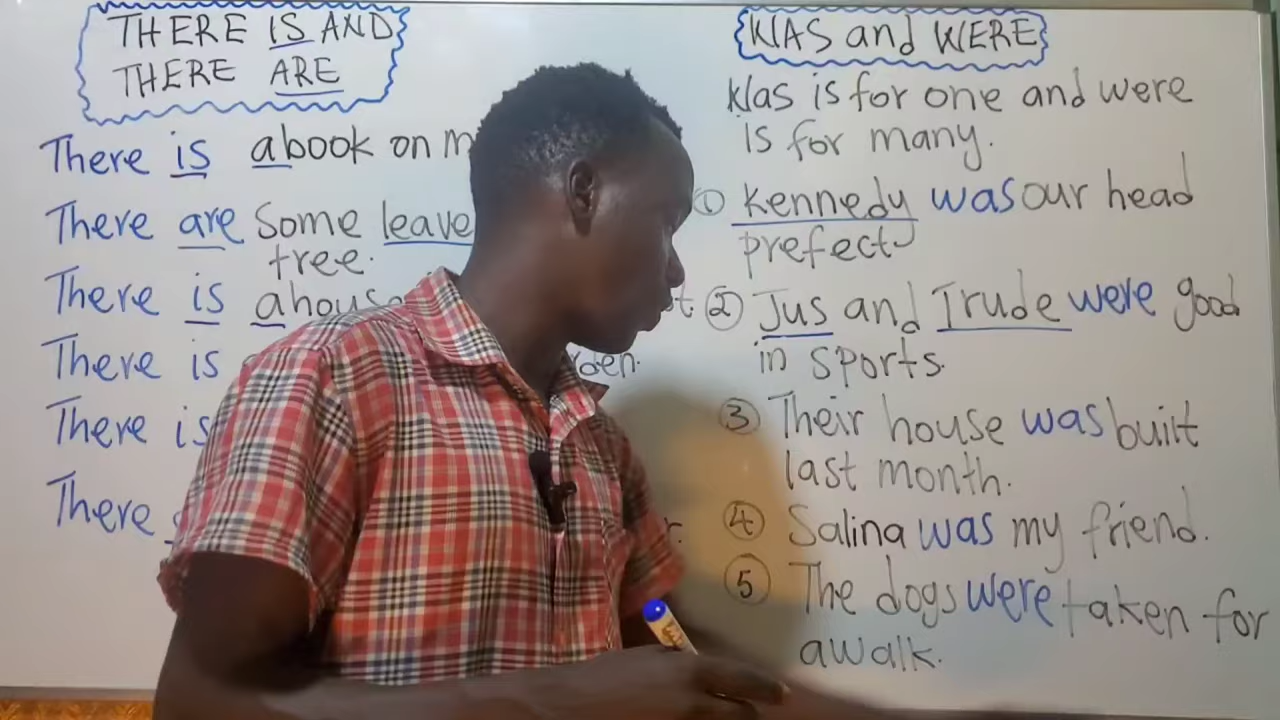 THERE IS AND
THERE ARE
There is a book on
There are some
tree.
There is a
There is
There is
There
WAS and WERE
Was is for one and were
is for many.
① Kennedy was our head
prefect
② Jus and Trude were good
in sports.
③ Their house was built
last month.
④ Salina was my friend.
⑤ The dogs were taken for
a walk.